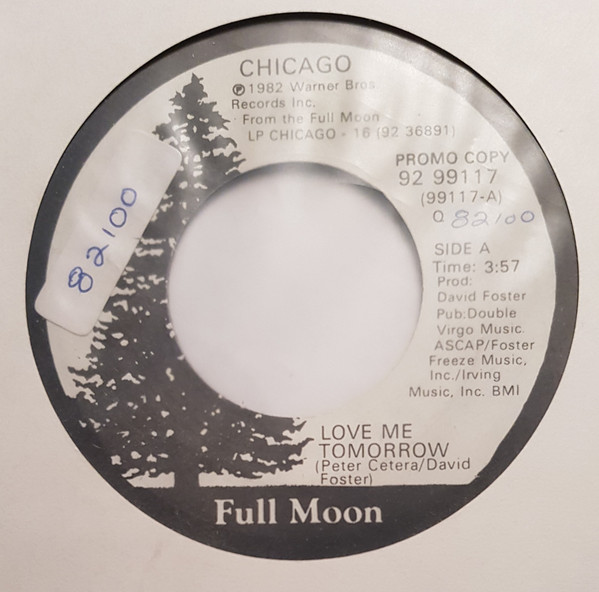 CHICAGO
℗ 1982 Warner Bros
Records Inc.
From the Full Moon
LP CHICAGO - 16 (92 36891)
PROMO COPY
92 99117
(99117-A)
82100
82100
SIDE A
Time: 3:57
Prod:
David Foster
Pub:Double
Virgo Music.
ASCAP/Foster
Freeze Music,
Inc./Irving
Music, Inc. BMI
LOVE ME
TOMORROW
(Peter Cetera/David
Foster)
Full Moon